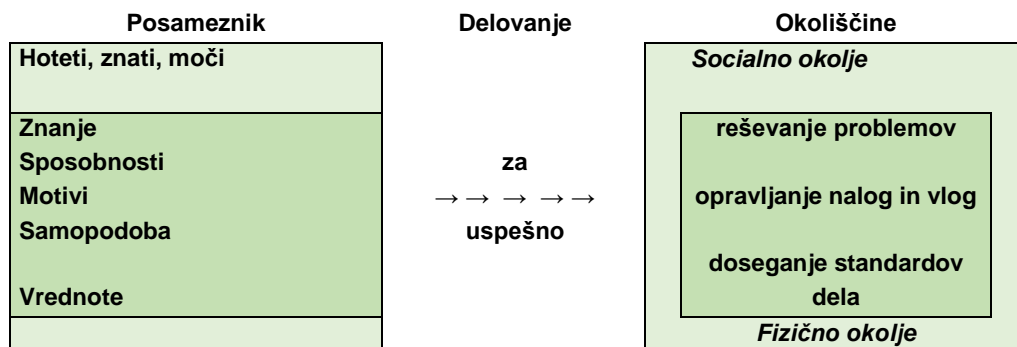 Posameznik Delovanje Okoliščine
Hoteti, znati, moči Socialno okolje
Znanje reševanje problemov
Sposobnosti za
Motivi →→ → →→ opravljanje nalog in vlog
Samopodoba uspešno
doseganje standardov
Vrednote dela
Fizično okolje